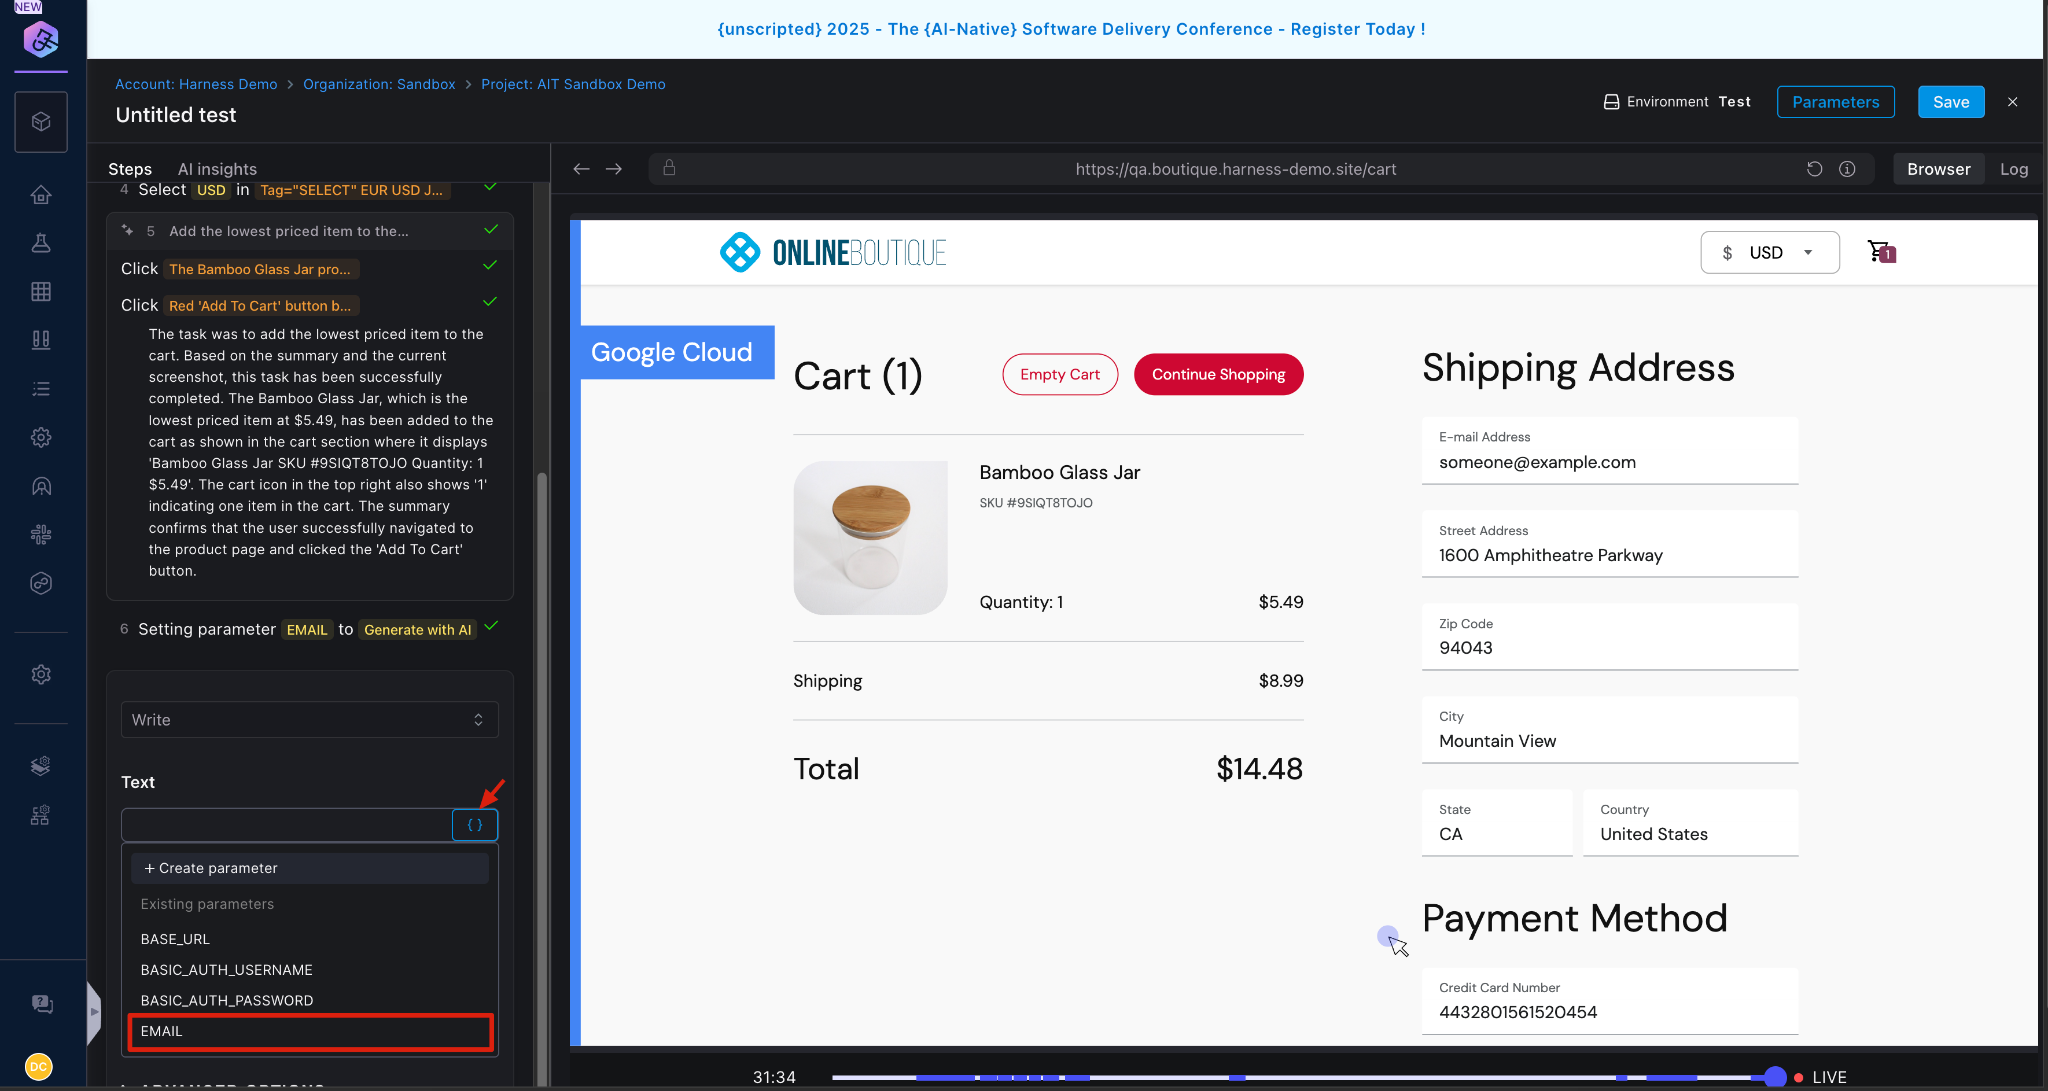 NEW
{unscripted} 2025 - The {AI-Native} Software Delivery Conference - Register Today !
Account: Harness Demo > Organization: Sandbox > Project: AIT Sandbox Demo
Untitled test
Environment Test
Parameters
Save
Steps
AI insights
https://qa.boutique.harness-demo.site/cart
Browser
Log
4 Select USD in Tag="SELECT" EUR USD J...
5 Add the lowest priced item to the...
Click The Bamboo Glass Jar pro...
Click Red 'Add To Cart' button b...
The task was to add the lowest priced item to the
cart. Based on the summary and the current
screenshot, this task has been successfully
completed. The Bamboo Glass Jar, which is the
lowest priced item at $5.49, has been added to the
cart as shown in the cart section where it displays
'Bamboo Glass Jar SKU #9SIQT8TOJO Quantity: 1
$5.49'. The cart icon in the top right also shows '1'
indicating one item in the cart. The summary
confirms that the user successfully navigated to
the product page and clicked the 'Add To Cart'
button.
6 Setting parameter EMAIL to Generate with AI
Write
Text
{}
+ Create parameter
Existing parameters
BASE_URL
BASIC_AUTH_USERNAME
BASIC_AUTH_PASSWORD
EMAIL
ADVANCED OPTIONS
DC
ONLINEBOUTIQUE
$ USD
1
Google Cloud
Cart (1)
Empty Cart
Continue Shopping
Bamboo Glass Jar
SKU #9SIQT8TOJO
Quantity: 1
$5.49
Shipping
$8.99
Total
$14.48
Shipping Address
E-mail Address
someone@example.com
Street Address
1600 Amphitheatre Parkway
Zip Code
94043
City
Mountain View
State
CA
Country
United States
Payment Method
Credit Card Number
4432801561520454
31:34
LIVE